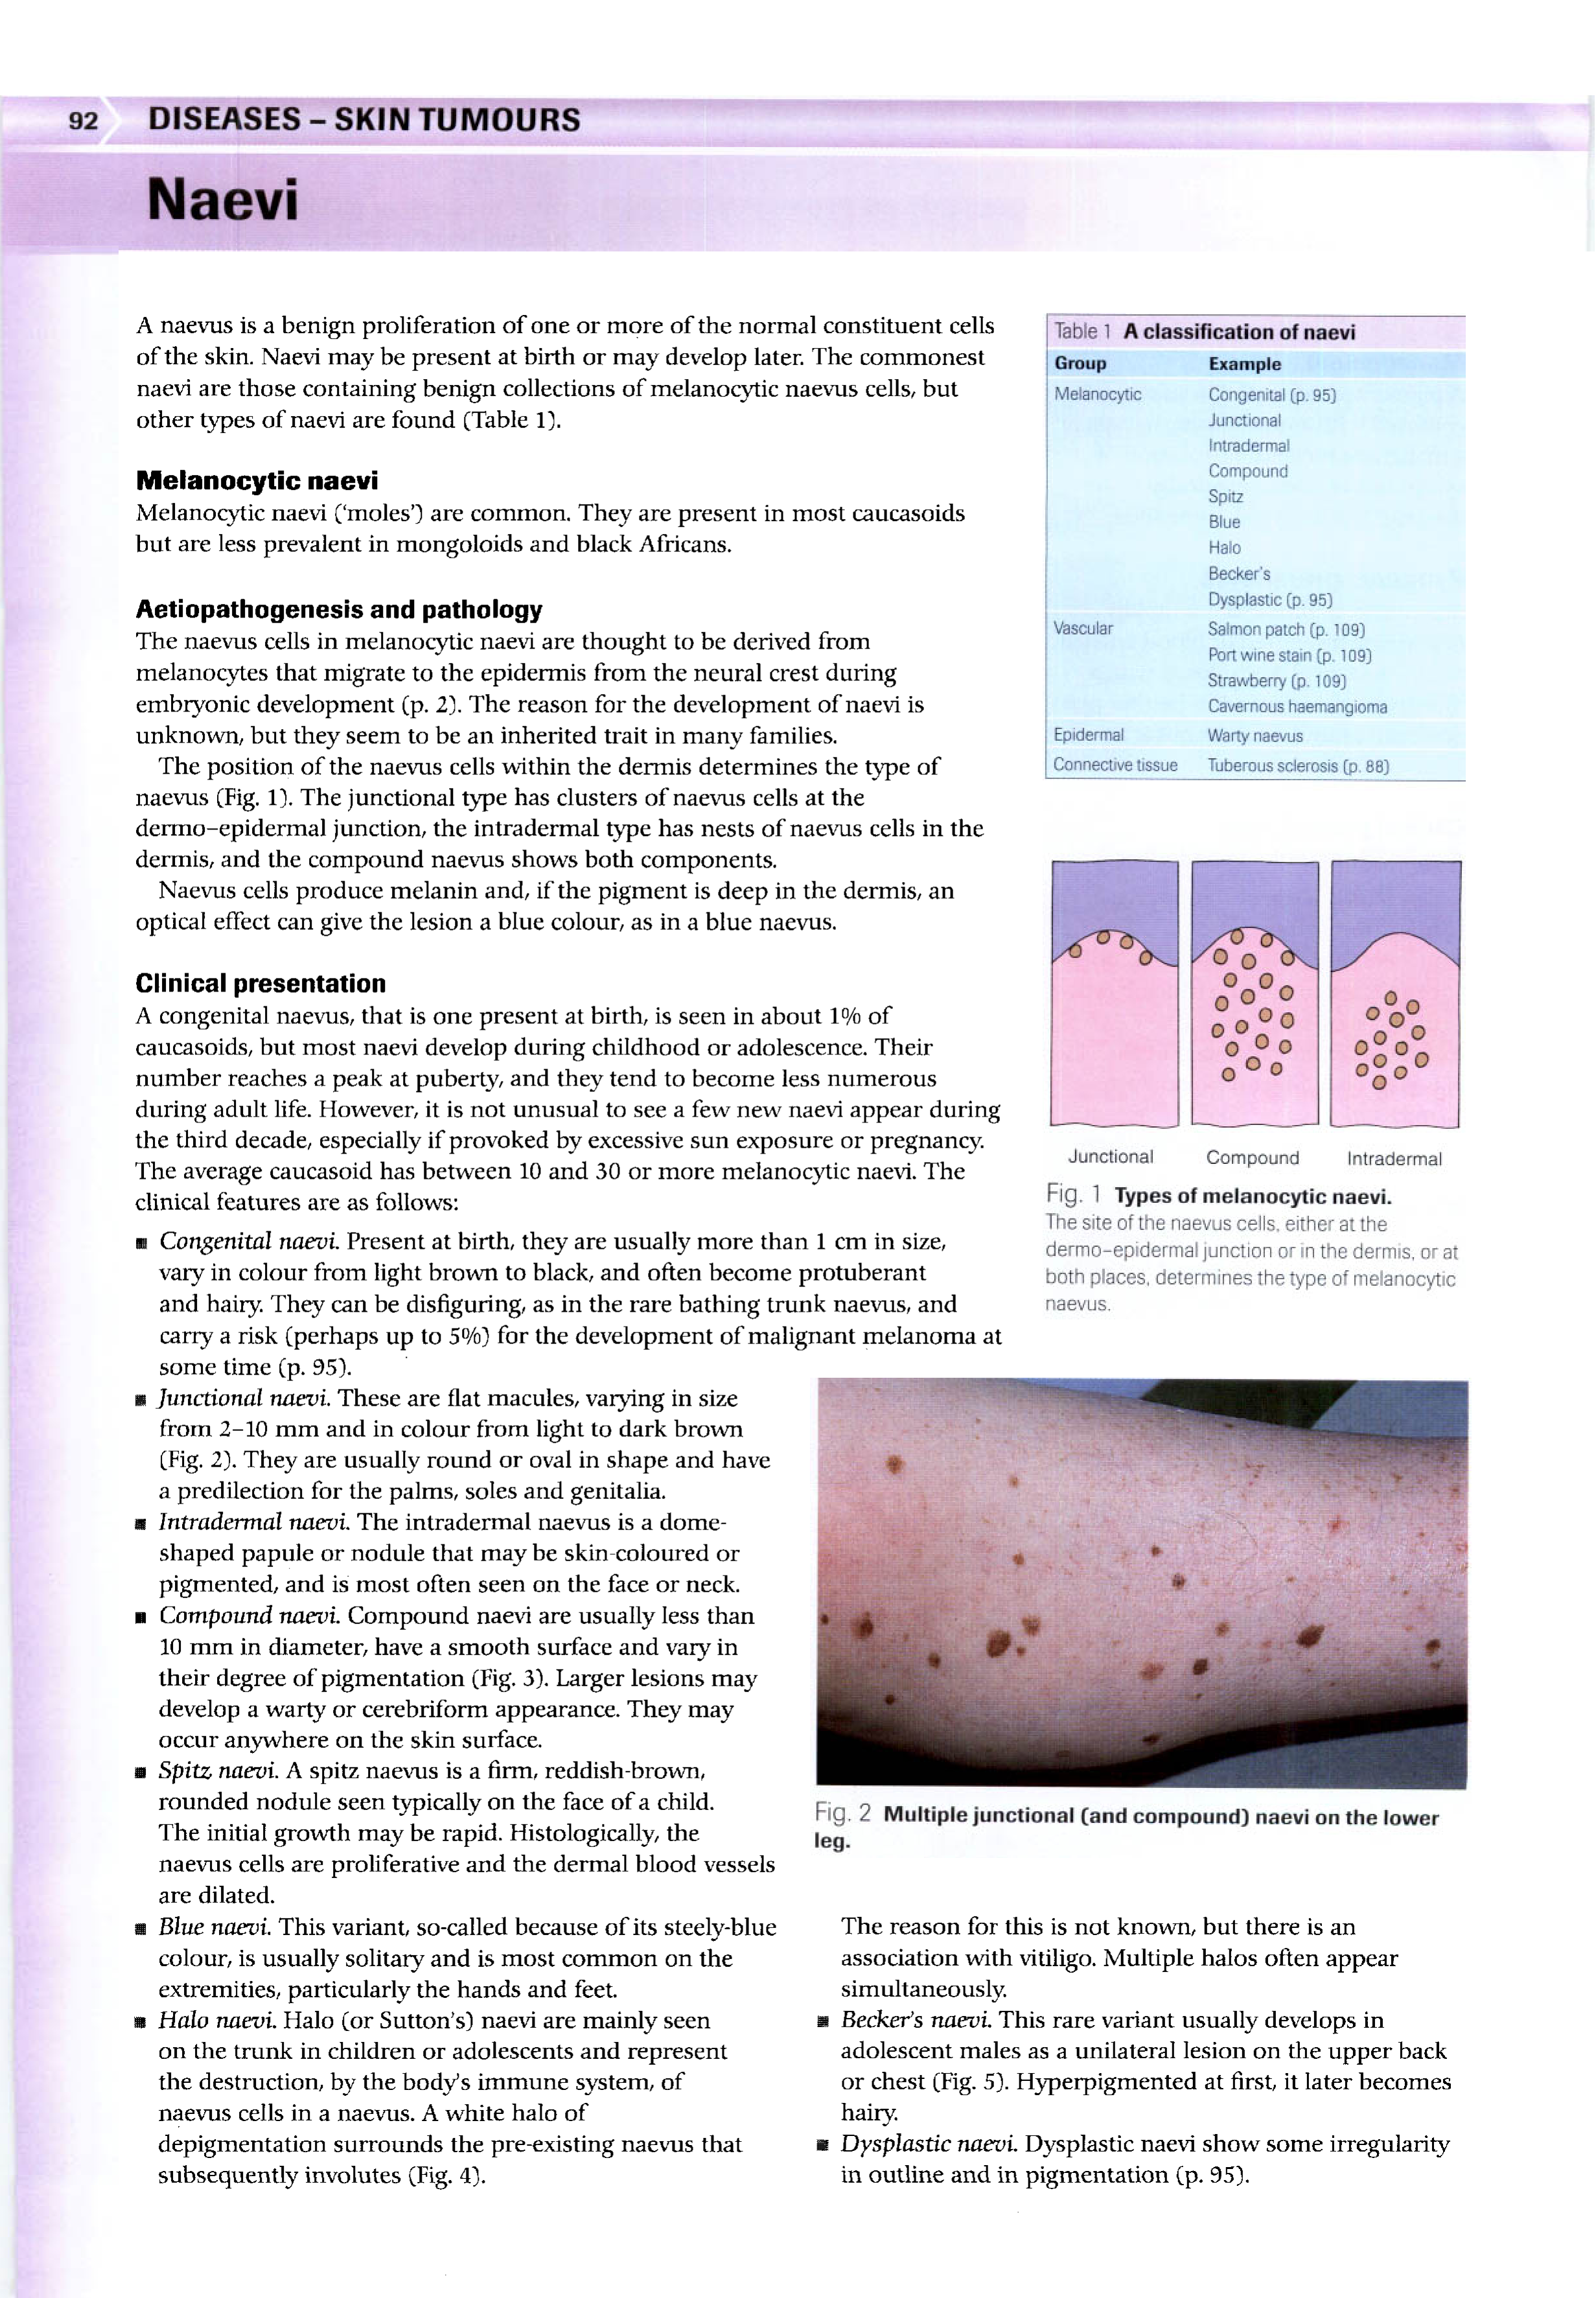 92
DISEASES – SKIN TUMOURS
Naevi
A naevus is a benign proliferation of one or more of the normal constituent cells
of the skin. Naevi may be present at birth or may develop later. The commonest
naevi are those containing benign collections of melanocytic naevus cells, but
other types of naevi are found (Table 1).
Melanocytic naevi
Melanocytic naevi (‘moles’) are common. They are present in most caucasoids
but are less prevalent in mongoloids and black Africans.
Aetiopathogenesis and pathology
The naevus cells in melanocytic naevi are thought to be derived from
melanocytes that migrate to the epidermis from the neural crest during
embryonic development (p. 2). The reason for the development of naevi is
unknown, but they seem to be an inherited trait in many families.
The position of the naevus cells within the dermis determines the type of
naevus (Fig. 1). The junctional type has clusters of naevus cells at the
dermo–epidermal junction, the intradermal type has nests of naevus cells in the
dermis, and the compound naevus shows both components.
Naevus cells produce melanin and, if the pigment is deep in the dermis, an
optical effect can give the lesion a blue colour, as in a blue naevus.
Clinical presentation
A congenital naevus, that is one present at birth, is seen in about 1% of
caucasoids, but most naevi develop during childhood or adolescence. Their
number reaches a peak at puberty, and they tend to become less numerous
during adult life. However, it is not unusual to see a few new naevi appear during
the third decade, especially if provoked by excessive sun exposure or pregnancy.
The average caucasoid has between 10 and 30 or more melanocytic naevi. The
clinical features are as follows:
■ Congenital naevi. Present at birth, they are usually more than 1 cm in size,
vary in colour from light brown to black, and often become protuberant
and hairy. They can be disfiguring, as in the rare bathing trunk naevus, and
carry a risk (perhaps up to 5%) for the development of malignant melanoma at
some time (p. 95).
■ Junctional naevi. These are flat macules, varying in size
from 2–10 mm and in colour from light to dark brown
(Fig. 2). They are usually round or oval in shape and have
a predilection for the palms, soles and genitalia.
■ Intradermal naevi. The intradermal naevus is a dome-
shaped papule or nodule that may be skin-coloured or
pigmented, and is most often seen on the face or neck.
■ Compound naevi. Compound naevi are usually less than
10 mm in diameter, have a smooth surface and vary in
their degree of pigmentation (Fig. 3). Larger lesions may
develop a warty or cerebriform appearance. They may
occur anywhere on the skin surface.
■ Spitz naevi. A spitz naevus is a firm, reddish-brown,
rounded nodule seen typically on the face of a child.
The initial growth may be rapid. Histologically, the
naevus cells are proliferative and the dermal blood vessels
are dilated.
■ Blue naevi. This variant, so-called because of its steely-blue
colour, is usually solitary and is most common on the
extremities, particularly the hands and feet.
■ Halo naevi. Halo (or Sutton's) naevi are mainly seen
on the trunk in children or adolescents and represent
the destruction, by the body's immune system, of
naevus cells in a naevus. A white halo of
depigmentation surrounds the pre-existing naevus that
subsequently involutes (Fig. 4).
The reason for this is not known, but there is an
association with vitiligo. Multiple halos often appear
simultaneously.
■ Becker's naevi. This rare variant usually develops in
adolescent males as a unilateral lesion on the upper back
or chest (Fig. 5). Hyperpigmented at first, it later becomes
hairy.
■ Dysplastic naevi. Dysplastic naevi show some irregularity
in outline and in pigmentation (p. 95).
Table 1 A classification of naevi
Group Example
Melanocytic Congenital (p. 95)
Junctional
Intradermal
Compound
Spitz
Blue
Halo
Becker's
Dysplastic (p. 95)
Vascular Salmon patch (p. 109)
Port wine stain (p. 109)
Strawberry (p. 109)
Cavernous haemangioma
Epidermal Warty naevus
Connective tissue Tuberous sclerosis (p. 88)
Junctional Compound Intradermal
Fig. 1 Types of melanocytic naevi.
The site of the naevus cells, either at the
dermo–epidermal junction or in the dermis, or at
both places, determines the type of melanocytic
naevus.
Fig. 2 Multiple junctional (and compound) naevi on the lower
leg.